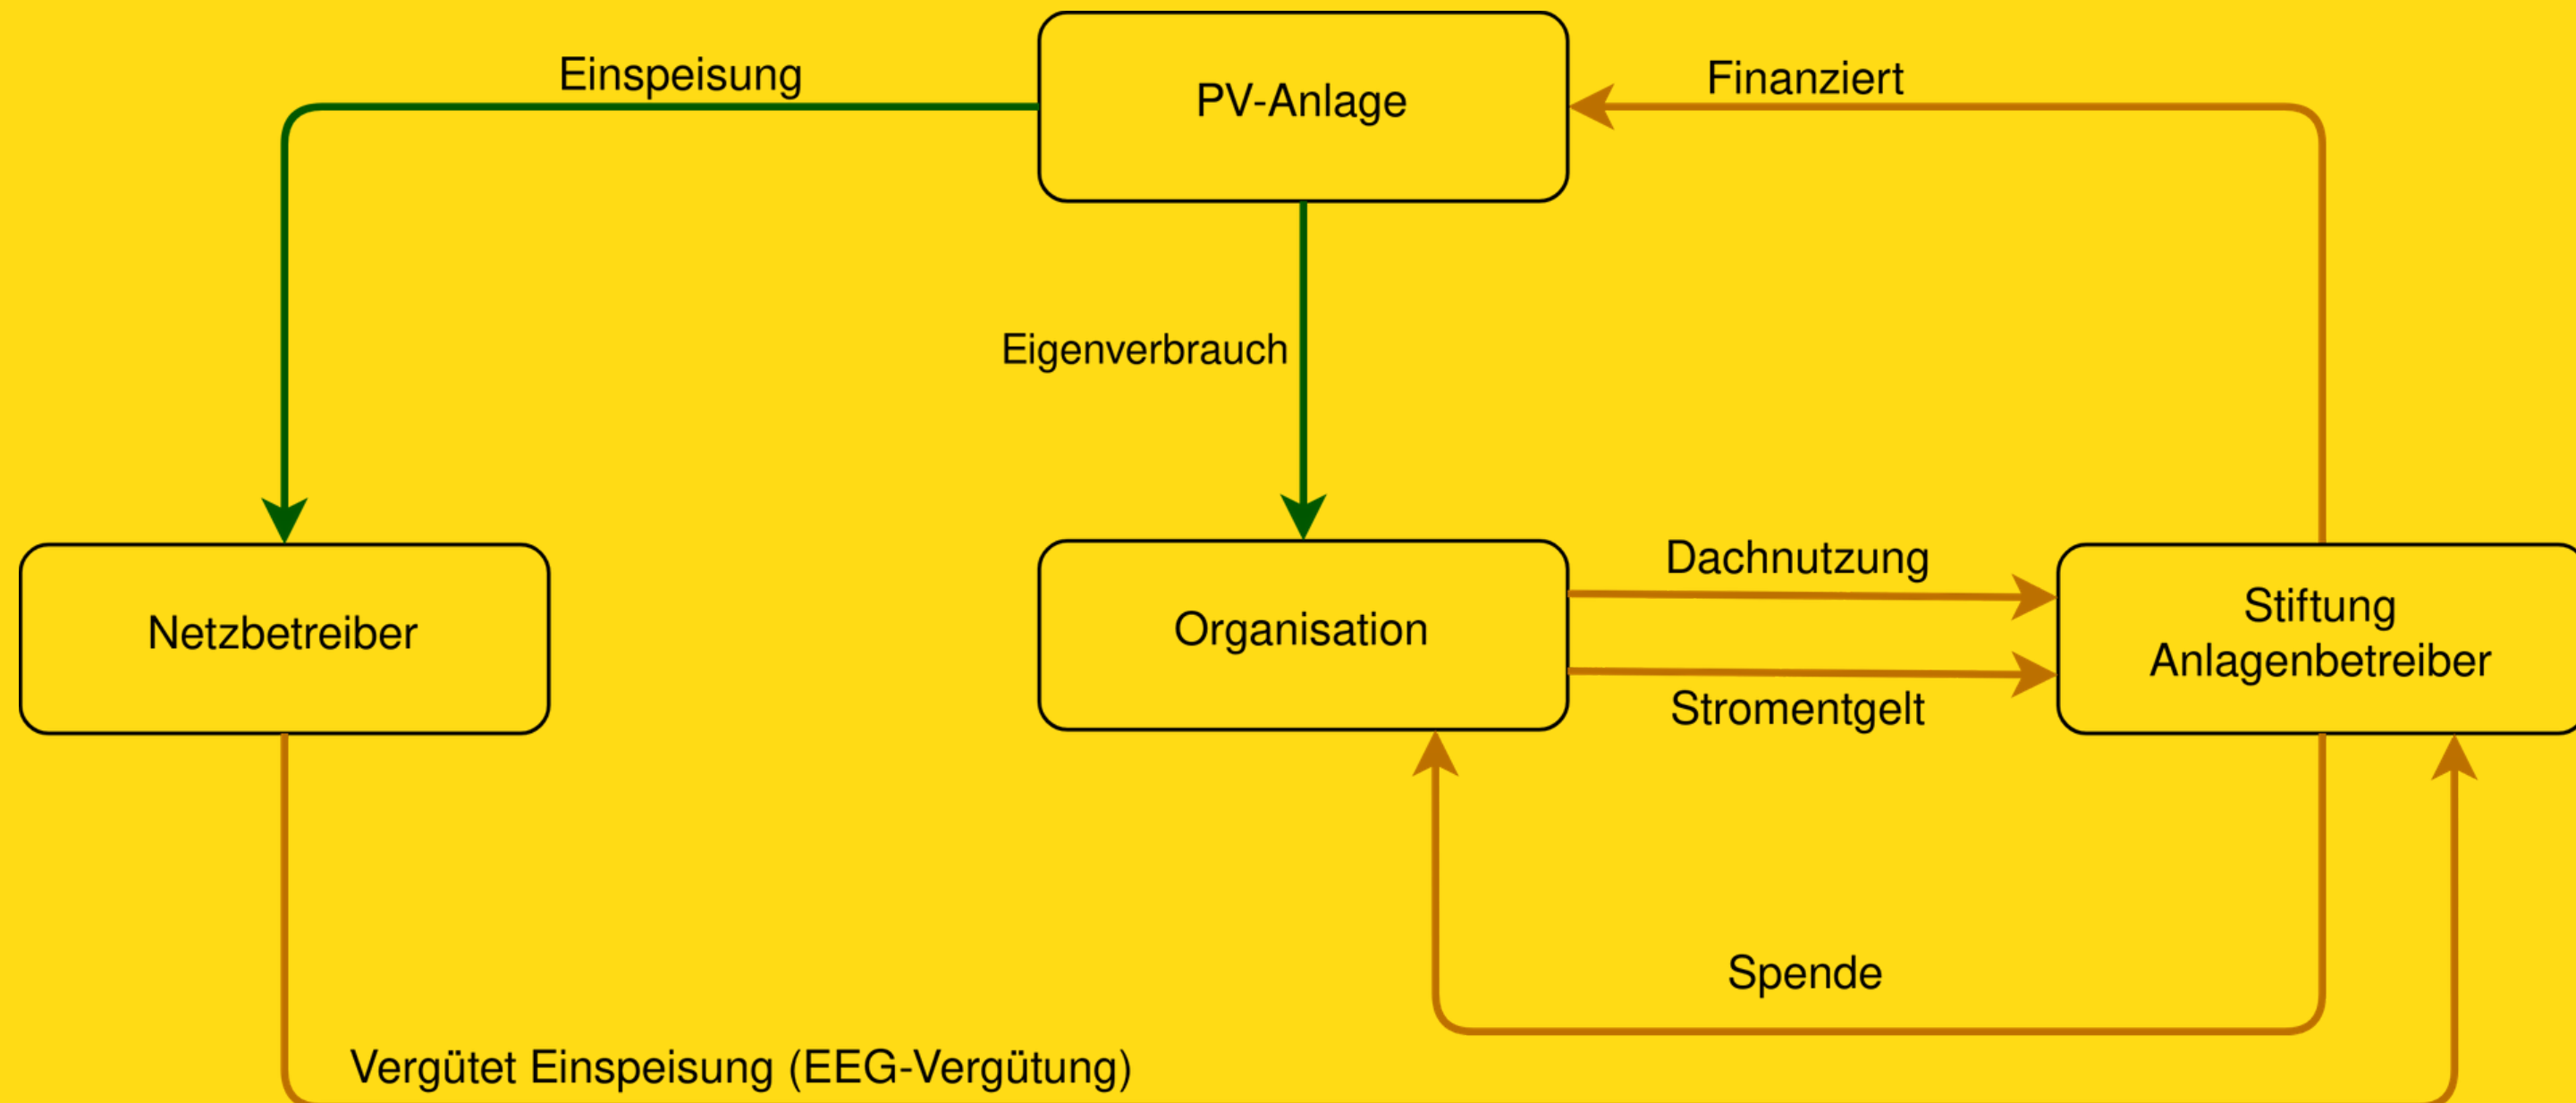 Einspeisung
PV-Anlage
Finanziert
Eigenverbrauch
Netzbetreiber
Organisation
Dachnutzung
Stromentgelt
Stiftung
Anlagenbetreiber
Spende
Vergütet Einspeisung (EEG-Vergütung)